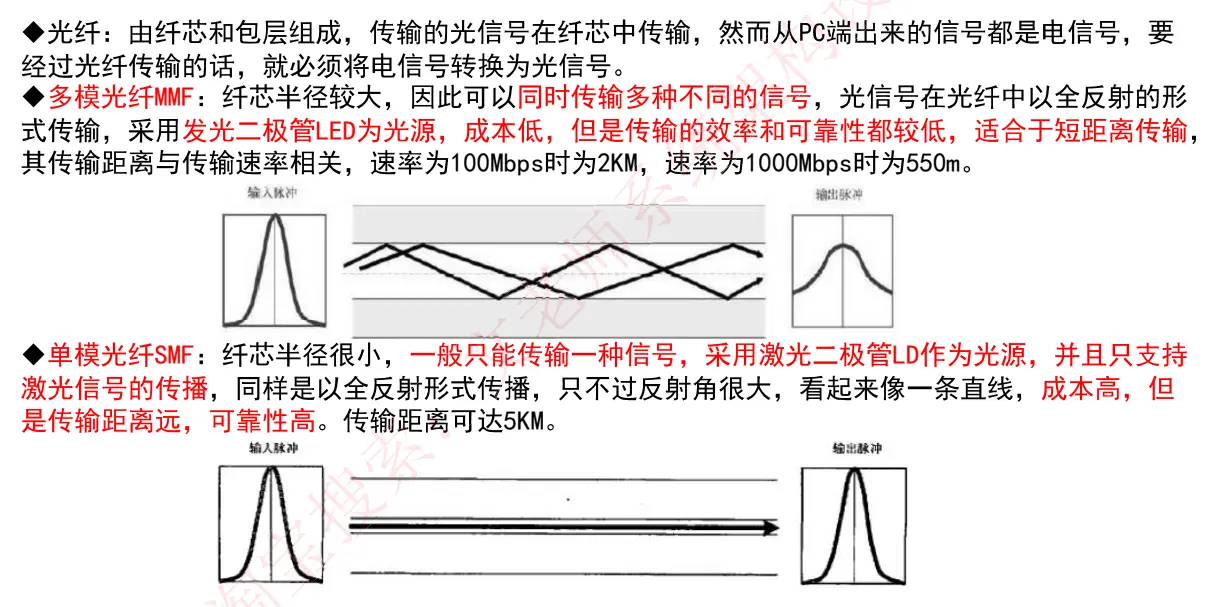 ◆光纤：由纤芯和包层组成，传输的光信号在纤芯中传输，然而从PC端出来的信号都是电信号，要
经过光纤传输的话，就必须将电信号转换为光信号。
◆多模光纤MMF：纤芯半径较大，因此可以同时传输多种不同的信号，光信号在光纤中以全反射的形
式传输，采用发光二极管LED为光源，成本低，但是传输的效率和可靠性都较低，适合于短距离传输，
其传输距离与传输速率相关，速率为100Mbps时为2KM，速率为1000Mbps时为550m。
输入脉冲
输出脉冲
◆单模光纤SMF：纤芯半径很小，一般只能传输一种信号，采用激光二极管LD作为光源，并且只支持
激光信号的传播，同样是以全反射形式传播，只不过反射角很大，看起来像一条直线，成本高，但
是传输距离远，可靠性高。传输距离可达5KM。
输入脉冲
输出脉冲